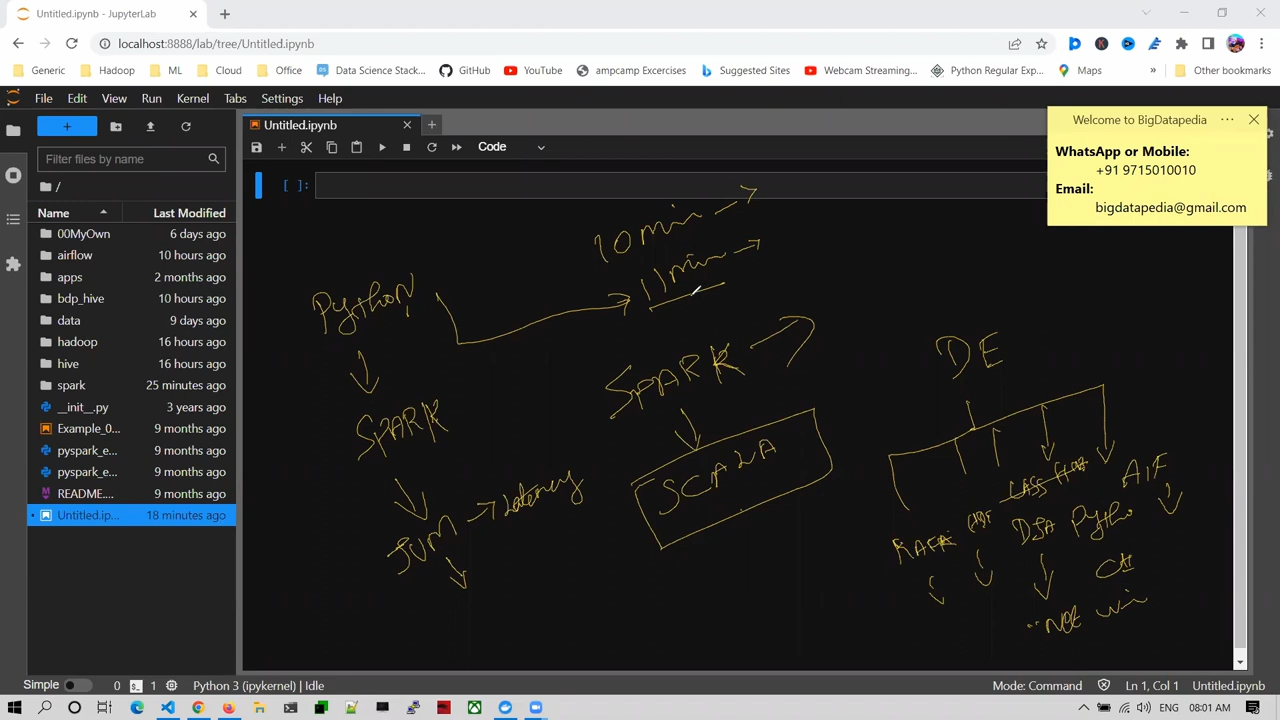 Untitled.ipynb - JupyterLab
localhost:8888/lab/tree/Untitled.ipynb
Generic Hadoop ML Cloud Office Data Science Stack... GitHub YouTube ampcamp Excercises Suggested Sites Webcam Streaming... Python Regular Exp... Maps » Other bookmarks
File Edit View Run Kernel Tabs Settings Help
Untitled.ipynb
Code
Filter files by name
/
Name Last Modified
00MyOwn 6 days ago
airflow 10 hours ago
apps 2 months ago
bdp_hive 10 hours ago
data 9 days ago
hadoop 16 hours ago
hive 16 hours ago
spark 25 minutes ago
__init__.py 3 years ago
Example_0... 9 months ago
pyspark_e... 9 months ago
pyspark_e... 9 months ago
README.... 9 months ago
Untitled.ip... 18 minutes ago
[ ]:
Welcome to BigDatapedia ...
WhatsApp or Mobile:
+91 9715010010
Email:
bigdatapedia@gmail.com
10 min
11 min
Python
SPARK
SPARK
JVM
Latency
SCALA
DE
AIF
DSA
Pytho
NOE
Simple 0 1 Python 3 (ipykernel) | Idle Mode: Command Ln 1, Col 1 Untitled.ipynb
ENG 08:01 AM